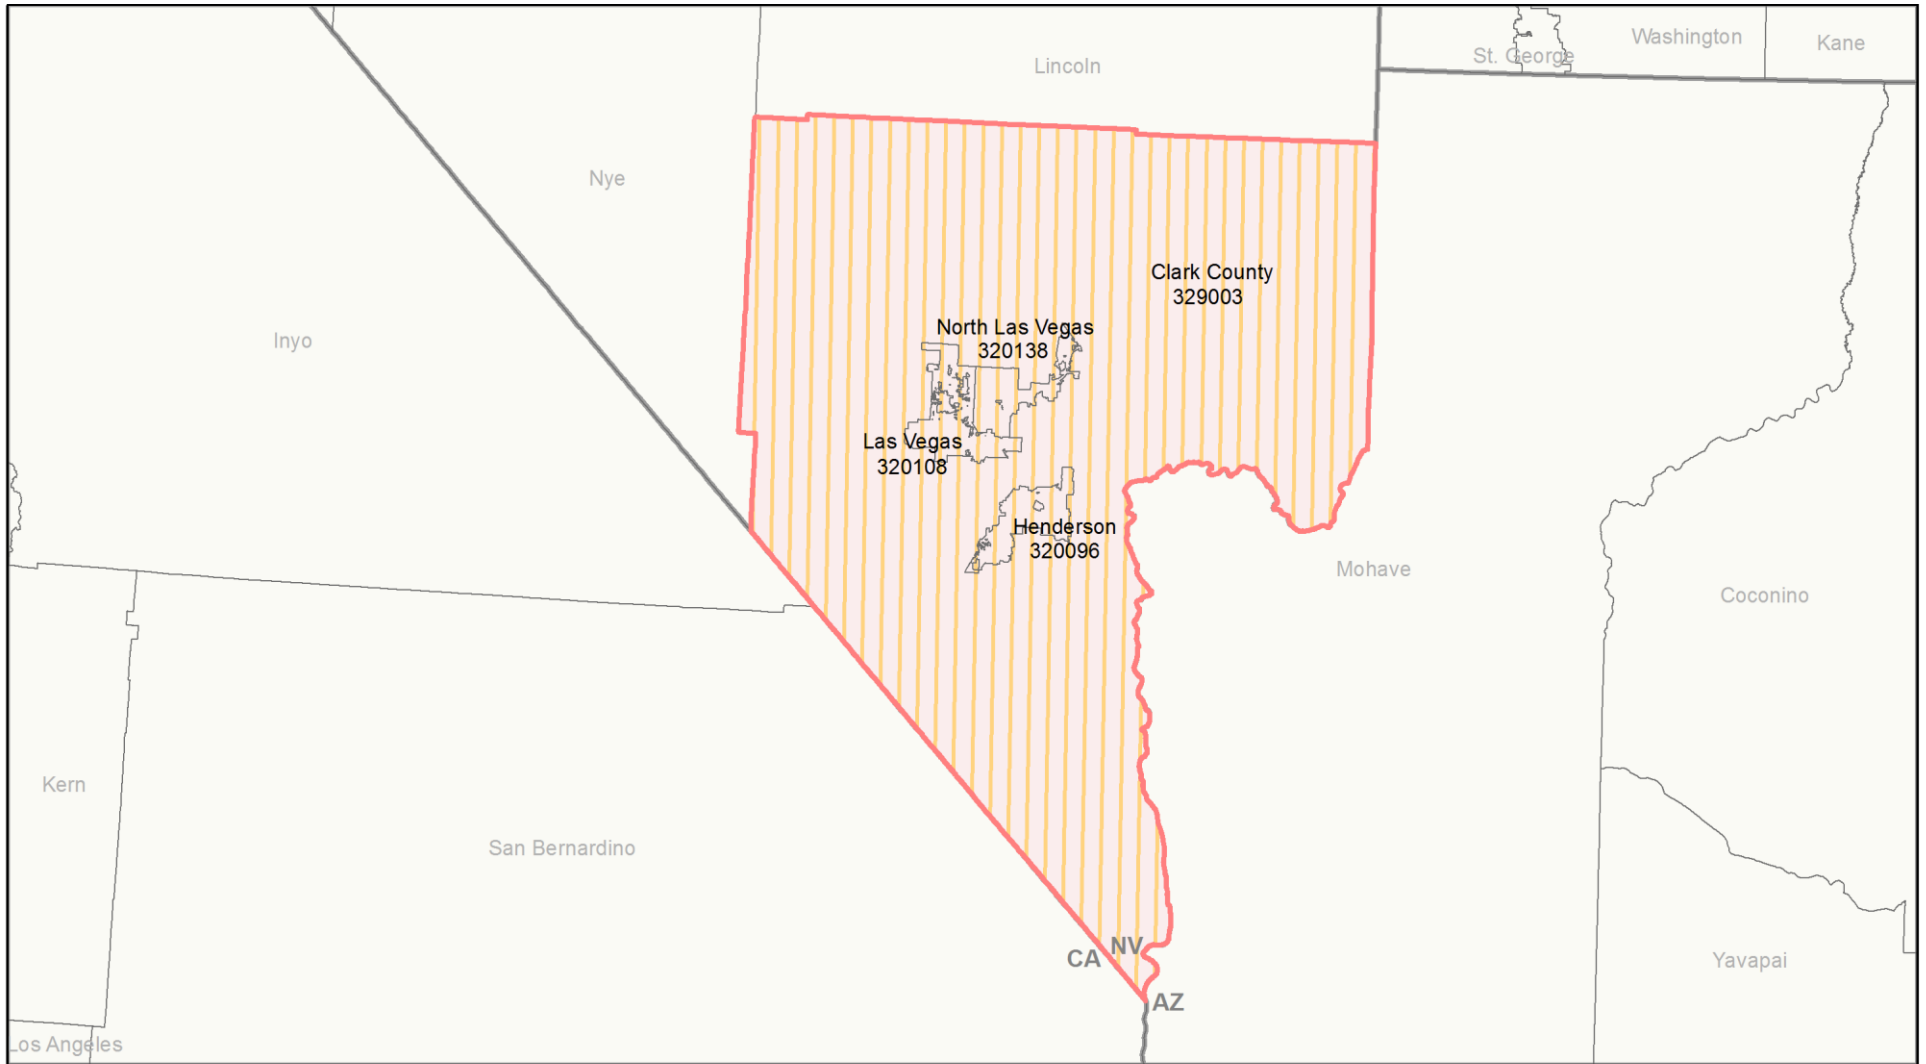 Washington
Kane
St. George
Lincoln
Nye
Clark County
329003
North Las Vegas
320138
Inyo
Las Vegas
320108
Henderson
320096
Mohave
Coconino
Kern
San Bernardino
NV
CA
Yavapai
AZ
Los Angeles